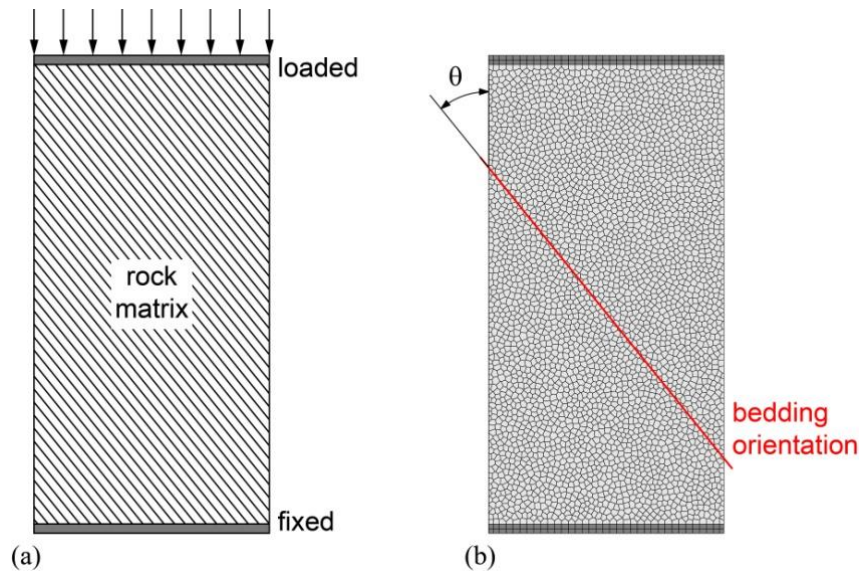 loaded
rock
matrix
fixed
(a)
θ
bedding
orientation
(b)